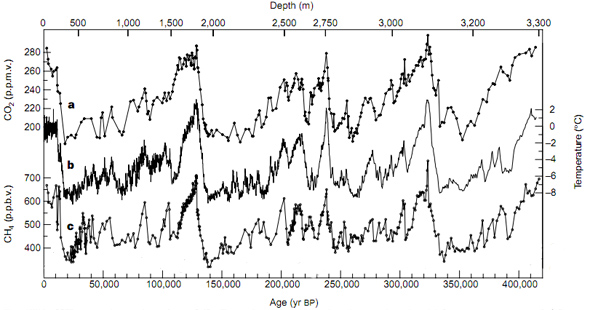 Depth (m)
0 500 1,000 1,500 2,000 2,500 2,750 3,000 3,200 3,300
CO2 (p.p.m.v.)
280
260
240
220
200
a
b
c
2
0
−2
−4
−6
−8
Temperature (°C)
CH4 (p.p.b.v.)
700
600
500
400
0 50,000 100,000 150,000 200,000 250,000 300,000 350,000 400,000
Age (yr BP)